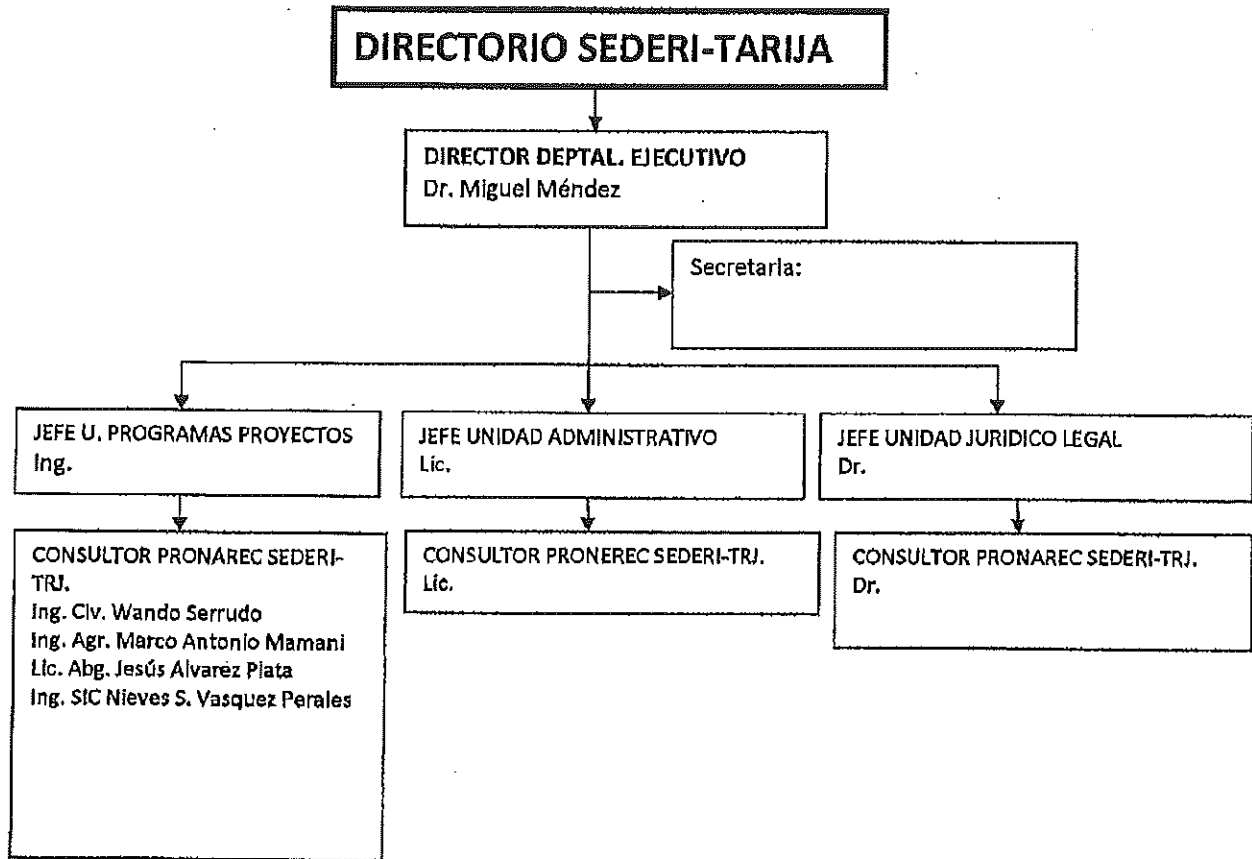 DIRECTORIO SEDERI-TARIJA
DIRECTOR DEPTAL. EJECUTIVO
Dr. Miguel Méndez
Secretaria:
JEFE U. PROGRAMAS PROYECTOS
Ing.
JEFE UNIDAD ADMINISTRATIVO
Lic.
JEFE UNIDAD JURIDICO LEGAL
Dr.
CONSULTOR PRONAREC SEDERI-
TRJ.
Ing. Civ. Wando Serrudo
Ing. Agr. Marco Antonio Mamani
Lic. Abg. Jesús Alvarez Plata
Ing. SIC Nieves S. Vasquez Perales
CONSULTOR PRONEREC SEDERI-TRJ.
Lic.
CONSULTOR PRONAREC SEDERI-TRJ.
Dr.